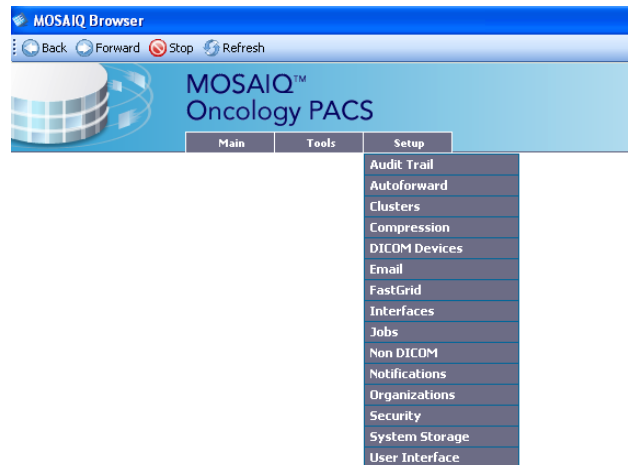 MOSAIQ Browser
Back Forward Stop Refresh
MOSAIQ™
Oncology PACS
Main Tools Setup
Audit Trail
Autoforward
Clusters
Compression
DICOM Devices
Email
FastGrid
Interfaces
Jobs
Non DICOM
Notifications
Organizations
Security
System Storage
User Interface